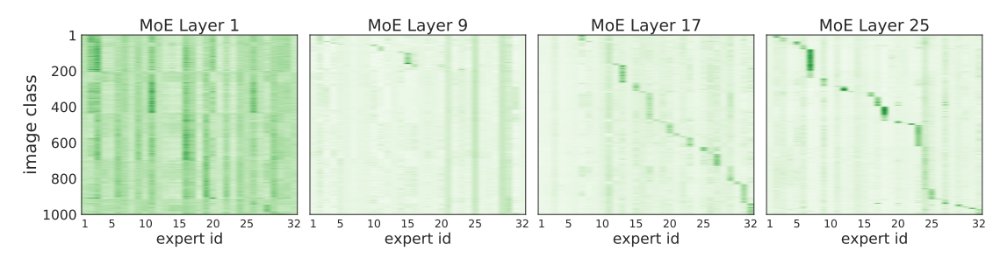 MoE Layer 1 MoE Layer 9 MoE Layer 17 MoE Layer 25
image class
1
200
400
600
800
1000
1 5 10 15 20 25 32 1 5 10 15 20 25 32 1 5 10 15 20 25 32 1 5 10 15 20 25 32
expert id expert id expert id expert id